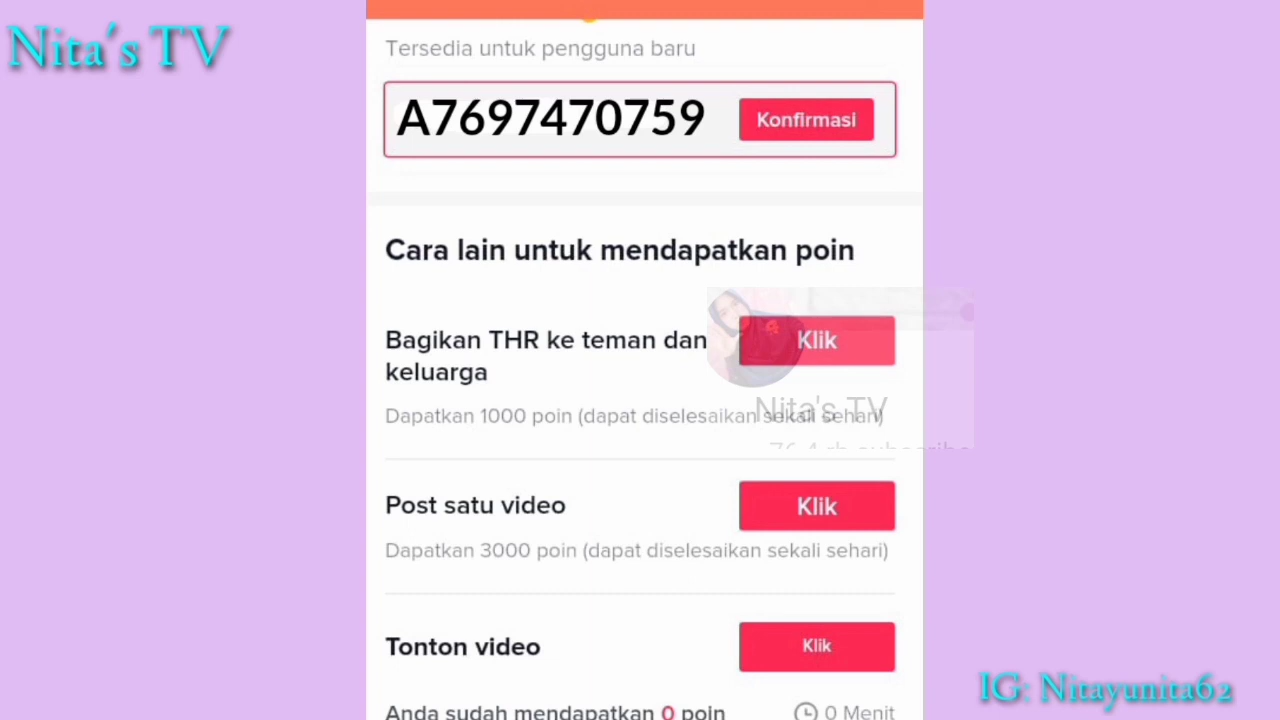 Nita's TV
Tersedia untuk pengguna baru
A7697470759
Konfirmasi
Cara lain untuk mendapatkan poin
Bagikan THR ke teman dan
keluarga
Klik
Dapatkan 1000 poin (dapat diselesaikan sekali sehari)
Nita's TV
Post satu video
Klik
Dapatkan 3000 poin (dapat diselesaikan sekali sehari)
Tonton video
Klik
Anda sudah mendapatkan 0 poin
0 Menit
IG: Nitayunita62